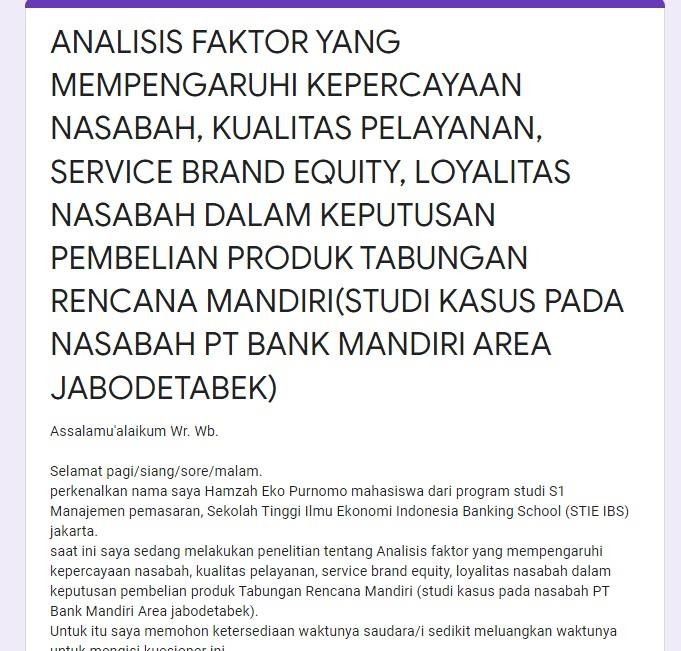 ANALISIS FAKTOR YANG
MEMPENGARUHI KEPERCAYAAN
NASABAH, KUALITAS PELAYANAN,
SERVICE BRAND EQUITY, LOYALITAS
NASABAH DALAM KEPUTUSAN
PEMBELIAN PRODUK TABUNGAN
RENCANA MANDIRI(STUDI KASUS PADA
NASABAH PT BANK MANDIRI AREA
JABODETABEK)
Assalamu'alaikum Wr. Wb.
Selamat pagi/siang/sore/malam.
perkenalkan nama saya Hamzah Eko Purnomo mahasiswa dari program studi S1
Manajemen pemasaran, Sekolah Tinggi Ilmu Ekonomi Indonesia Banking School (STIE IBS)
jakarta.
saat ini saya sedang melakukan penelitian tentang Analisis faktor yang mempengaruhi
kepercayaan nasabah, kualitas pelayanan, service brand equity, loyalitas nasabah dalam
keputusan pembelian produk Tabungan Rencana Mandiri (studi kasus pada nasabah PT
Bank Mandiri Area jabodetabek).
Untuk itu saya memohon ketersediaan waktunya saudara/i sedikit meluangkan waktunya
untuk mengisi kuesioner ini